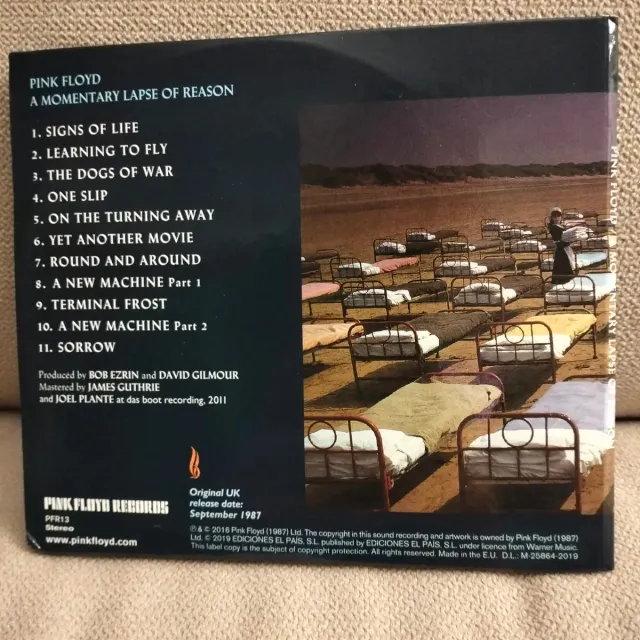 PINK FLOYD
A MOMENTARY LAPSE OF REASON
1. SIGNS OF LIFE
2. LEARNING TO FLY
3. THE DOGS OF WAR
4. ONE SLIP
5. ON THE TURNING AWAY
6. YET ANOTHER MOVIE
7. ROUND AND AROUND
8. A NEW MACHINE Part 1
9. TERMINAL FROST
10. A NEW MACHINE Part 2
11. SORROW
Produced by BOB EZRIN and DAVID GILMOUR
Mastered by JAMES GUTHRIE
and JOEL PLANTE at das boot recording, 2011
PINK FLOYD RECORDS
PFR13
Stereo
www.pinkfloyd.com
Original UK
release date:
September 1987
℗ & © 2016 Pink Floyd (1987) Ltd. The copyright in this sound recording and artwork is owned by Pink Floyd (1987)
Ltd. © 2019 EDICIONES EL PAÍS, S.L. published by EDICIONES EL PAÍS, S.L. under licence from Warner Music.
This label copy is the subject of copyright protection. All rights reserved. Made in the E.U. D.L.: M-25864-2019
PINK FLOYD